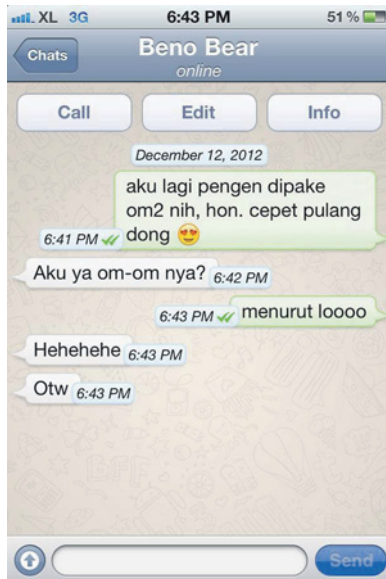 XL 3G 6:43 PM 51 %
Chats Beno Bear
online
Call Edit Info
December 12, 2012
aku lagi pengen dipake
om2 nih, hon. cepet pulang
6:41 PM dong 😍
Aku ya om-om nya? 6:42 PM
6:43 PM menurut loooo
Hehehehe 6:43 PM
Otw 6:43 PM
Send